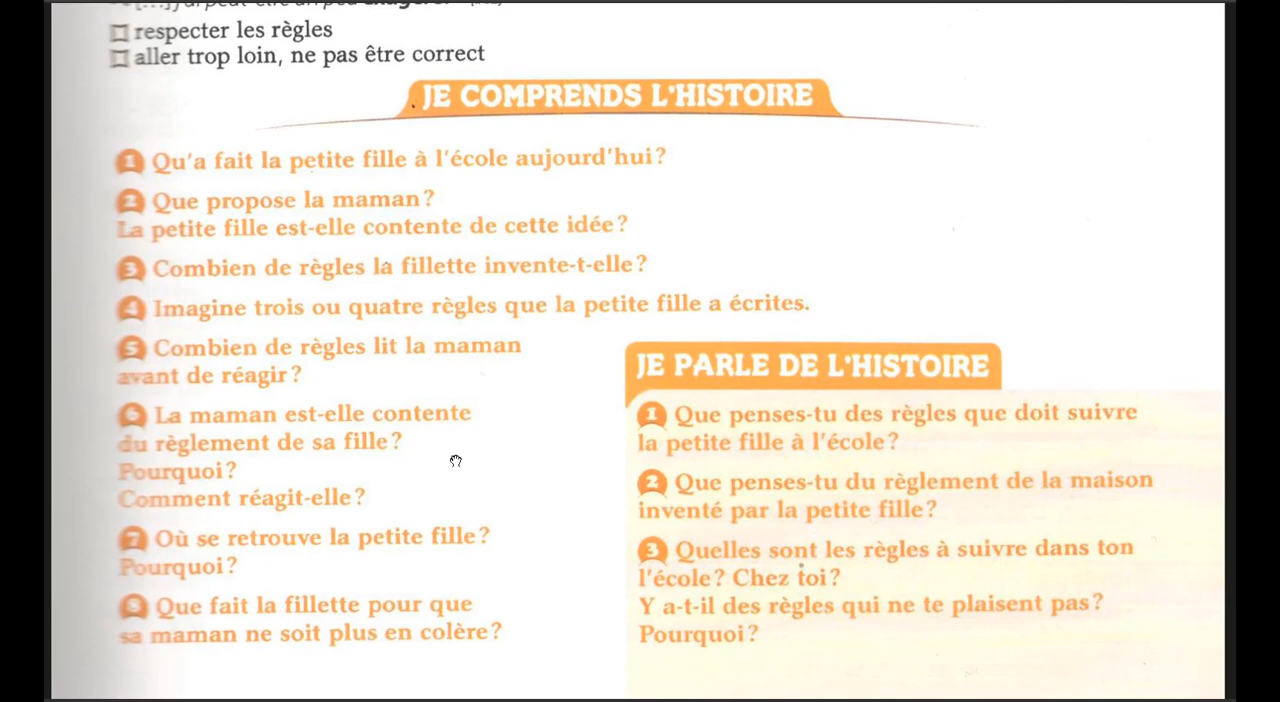 respecter les règles
aller trop loin, ne pas être correct
JE COMPRENDS L'HISTOIRE
1 Qu'a fait la petite fille à l'école aujourd'hui ?
2 Que propose la maman ?
La petite fille est-elle contente de cette idée ?
3 Combien de règles la fillette invente-t-elle ?
4 Imagine trois ou quatre règles que la petite fille a écrites.
5 Combien de règles lit la maman
avant de réagir ?
6 La maman est-elle contente
du règlement de sa fille ?
Pourquoi ?
Comment réagit-elle ?
7 Où se retrouve la petite fille ?
Pourquoi ?
8 Que fait la fillette pour que
sa maman ne soit plus en colère ?
JE PARLE DE L'HISTOIRE
1 Que penses-tu des règles que doit suivre
la petite fille à l'école ?
2 Que penses-tu du règlement de la maison
inventé par la petite fille ?
3 Quelles sont les règles à suivre dans ton
l'école ? Chez toi ?
Y a-t-il des règles qui ne te plaisent pas ?
Pourquoi ?